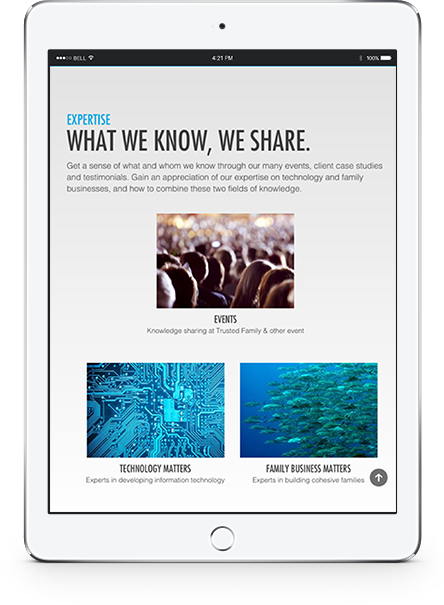 BELL 4:21 PM 100%
EXPERTISE
WHAT WE KNOW, WE SHARE.
Get a sense of what and whom we know through our many events, client case studies
and testimonials. Gain an appreciation of our expertise on technology and family
businesses, and how to combine these two fields of knowledge.
EVENTS
Knowledge sharing at Trusted Family & other event
TECHNOLOGY MATTERS
Experts in developing information technology
FAMILY BUSINESS MATTERS
Experts in building cohesive families